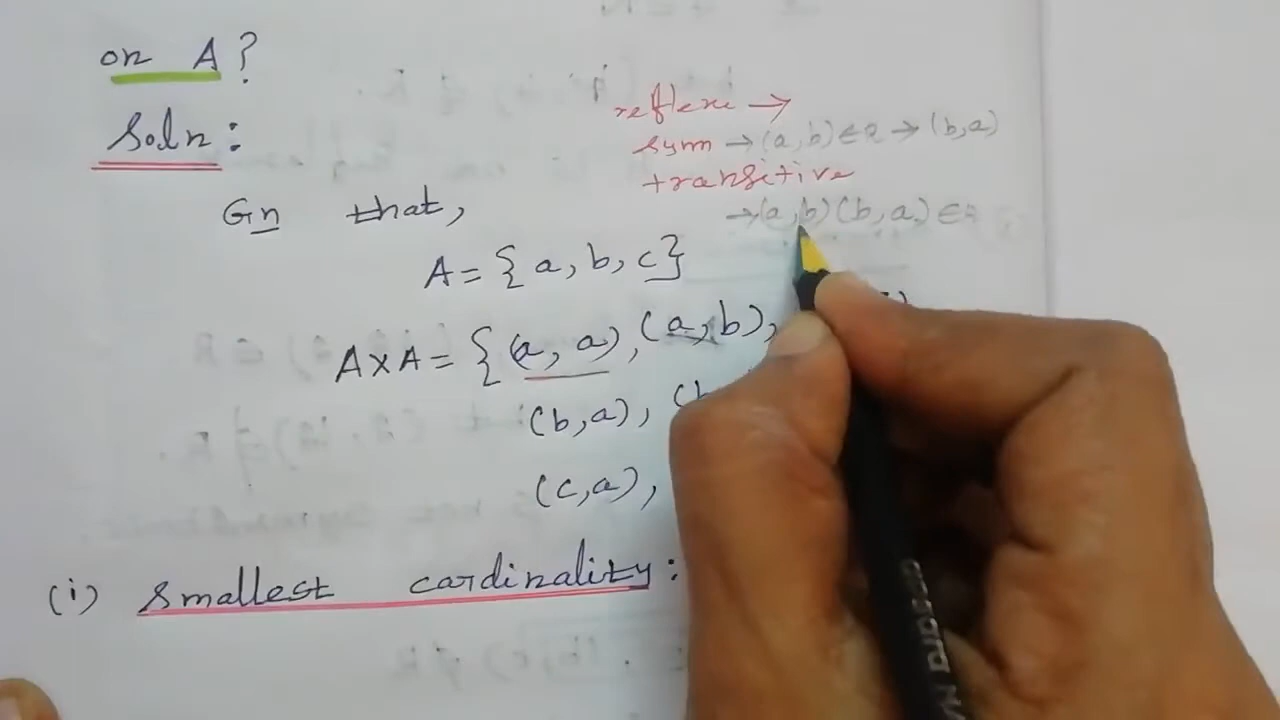 on A?
Soln:
reflexi →
sym → (a,b) ∈ R → (b,a)
transitive
→ (a,b) (b,a) ∈ R
Gn that,
A = {a, b, c}
A×A = {(a, a), (a, b),
(b, a), (b
(c, a),
(i) Smallest cardinality: